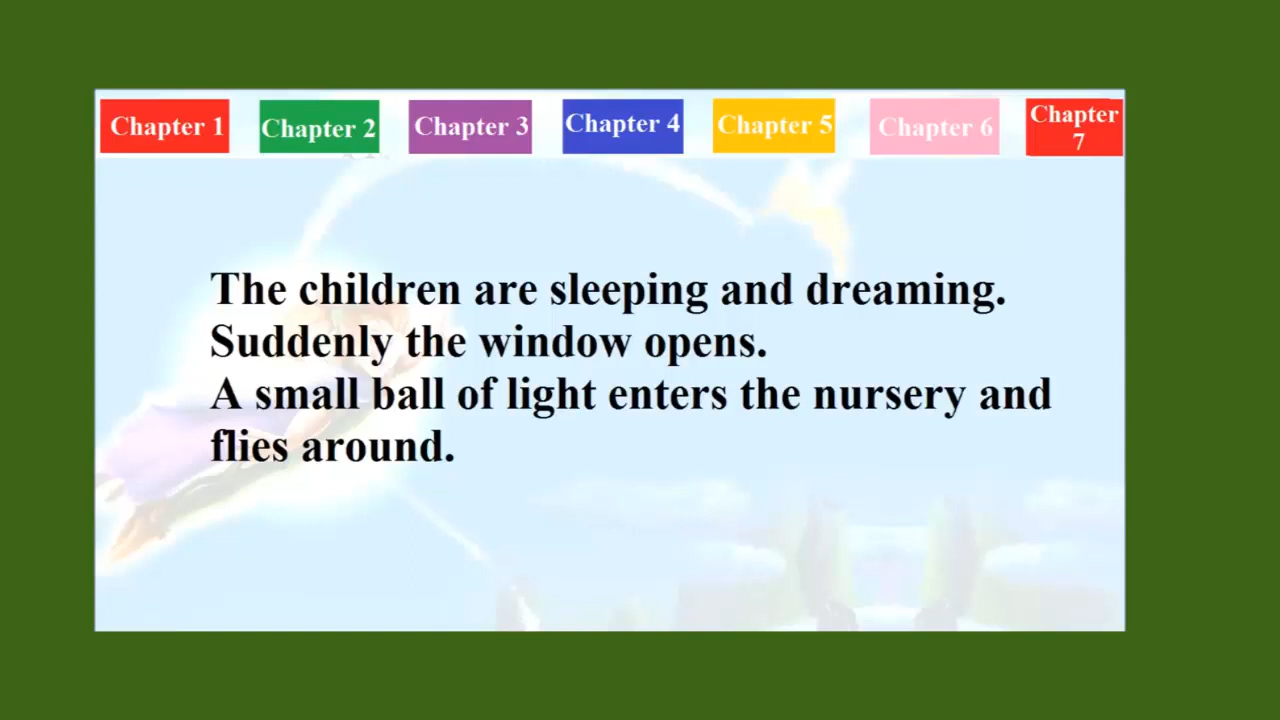 Chapter 1 Chapter 2 Chapter 3 Chapter 4 Chapter 5 Chapter 6 Chapter
7
The children are sleeping and dreaming.
Suddenly the window opens.
A small ball of light enters the nursery and
flies around.